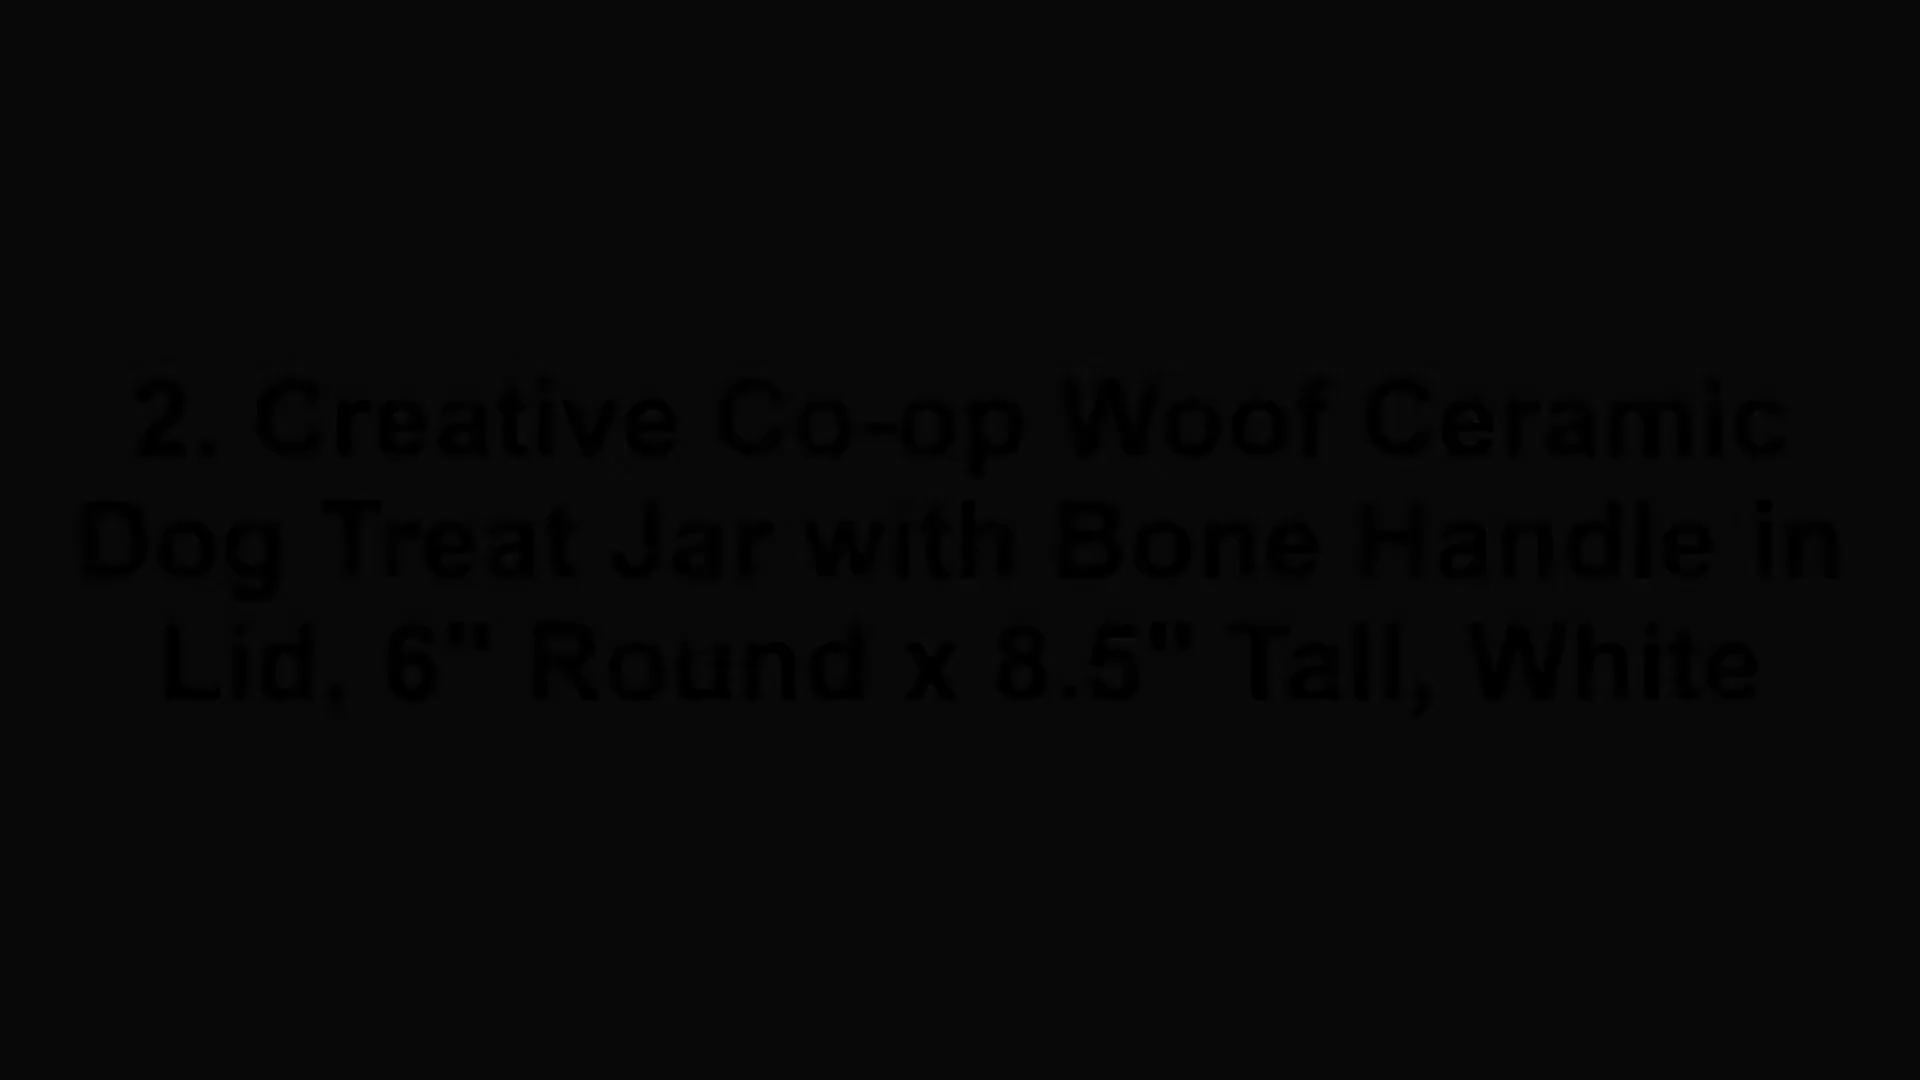 2. Creative Co-op Woof Ceramic
Dog Treat Jar with Bone Handle in
Lid, 6" Round x 8.5" Tall, White